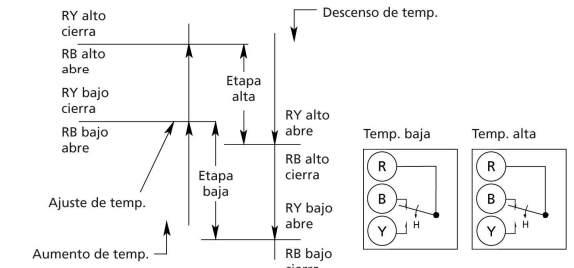 RY alto
cierra
RB alto
abre
RY bajo
cierra
RB bajo
abre
Ajuste de temp.
Aumento de temp.
Etapa
alta
Etapa
baja
Descenso de temp.
RY alto
abre
RB alto
cierra
RY bajo
abre
RB bajo
cierra
Temp. baja
R
B
Y
H
Temp. alta
R
B
Y
H